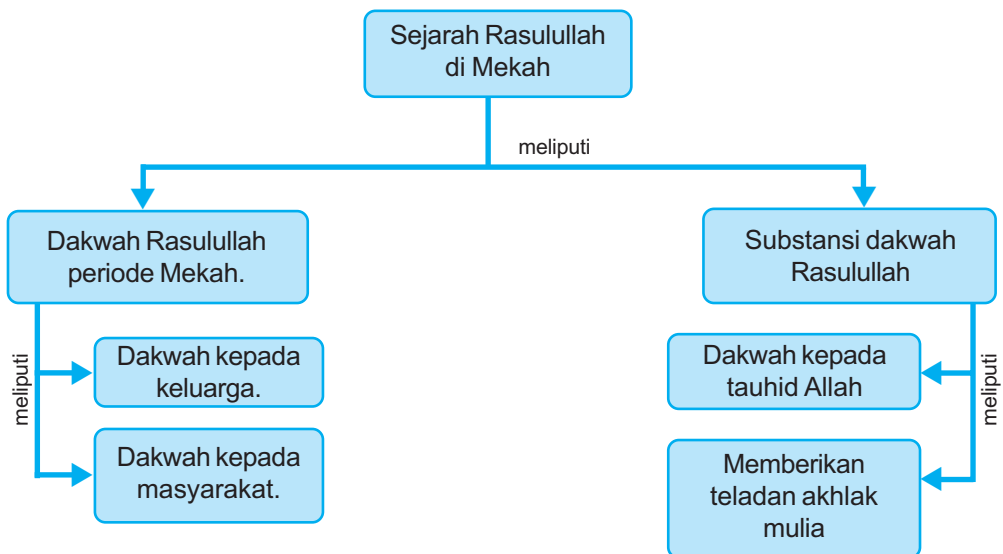 Sejarah Rasulullah
di Mekah
meliputi
Dakwah Rasulullah
periode Mekah.
meliputi
Dakwah kepada
keluarga.
Dakwah kepada
masyarakat.
Substansi dakwah
Rasulullah
meliputi
Dakwah kepada
tauhid Allah
Memberikan
teladan akhlak
mulia